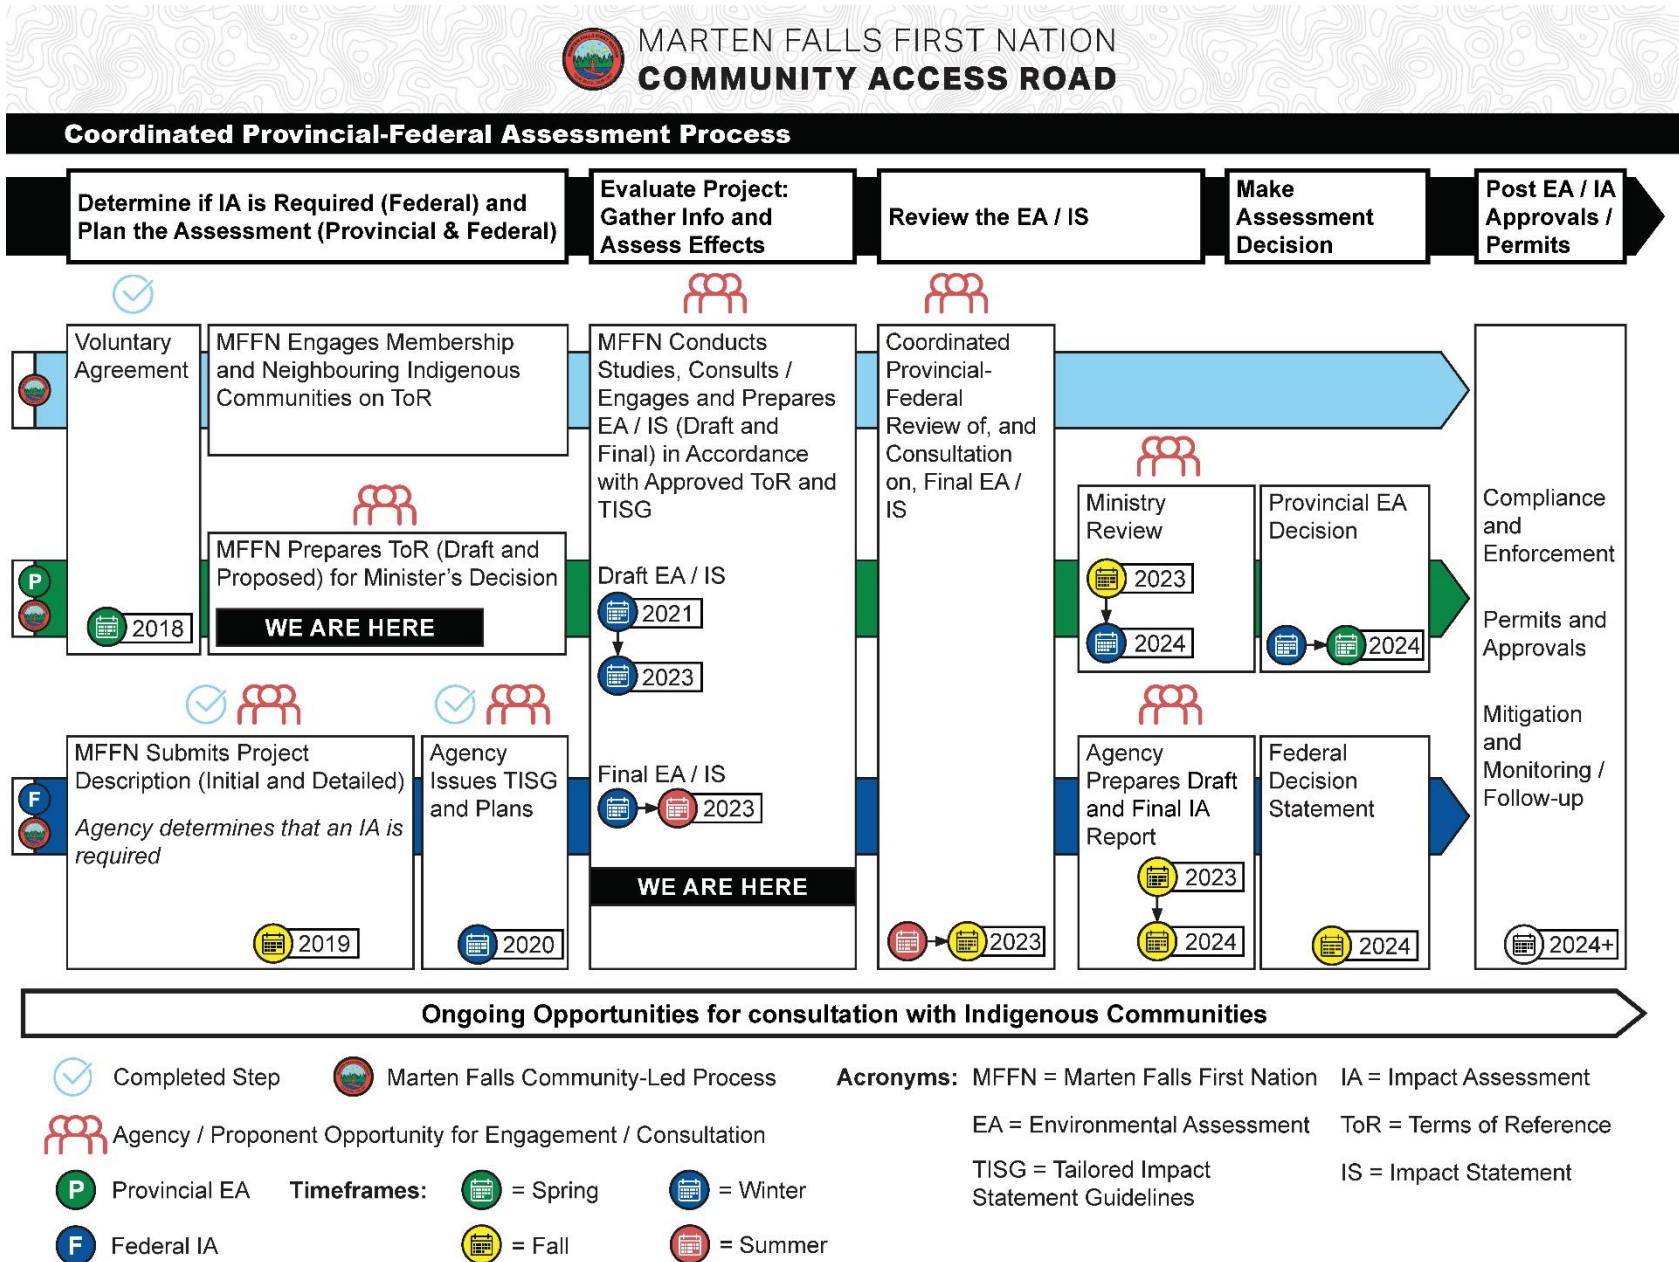 MARTEN FALLS FIRST NATION
COMMUNITY ACCESS ROAD
Coordinated Provincial-Federal Assessment Process
Determine if IA is Required (Federal) and
Plan the Assessment (Provincial & Federal)
Evaluate Project:
Gather Info and
Assess Effects
Review the EA / IS
Make
Assessment
Decision
Post EA / IA
Approvals /
Permits
Voluntary
Agreement
2018
MFFN Engages Membership
and Neighbouring Indigenous
Communities on ToR
P
MFFN Prepares ToR (Draft and
Proposed) for Minister's Decision
WE ARE HERE
F
MFFN Submits Project
Description (Initial and Detailed)
Agency determines that an IA is
required
2019
Agency
Issues TISG
and Plans
2020
MFFN Conducts
Studies, Consults /
Engages and Prepares
EA / IS (Draft and
Final) in Accordance
with Approved ToR and
TISG
Draft EA / IS
2021
2023
Final EA / IS
2023
WE ARE HERE
Coordinated
Provincial-
Federal
Review of, and
Consultation
on, Final EA /
IS
2023
Ministry
Review
2023
2024
Provincial EA
Decision
2024
Agency
Prepares Draft
and Final IA
Report
2023
2024
Federal
Decision
Statement
2024
Compliance
and
Enforcement
Permits and
Approvals
Mitigation
and
Monitoring /
Follow-up
2024+
Ongoing Opportunities for consultation with Indigenous Communities
Completed Step
Marten Falls Community-Led Process
Agency / Proponent Opportunity for Engagement / Consultation
P Provincial EA
F Federal IA
Timeframes:
= Spring
= Winter
= Fall
= Summer
Acronyms: MFFN = Marten Falls First Nation
IA = Impact Assessment
EA = Environmental Assessment
ToR = Terms of Reference
TISG = Tailored Impact
Statement Guidelines
IS = Impact Statement